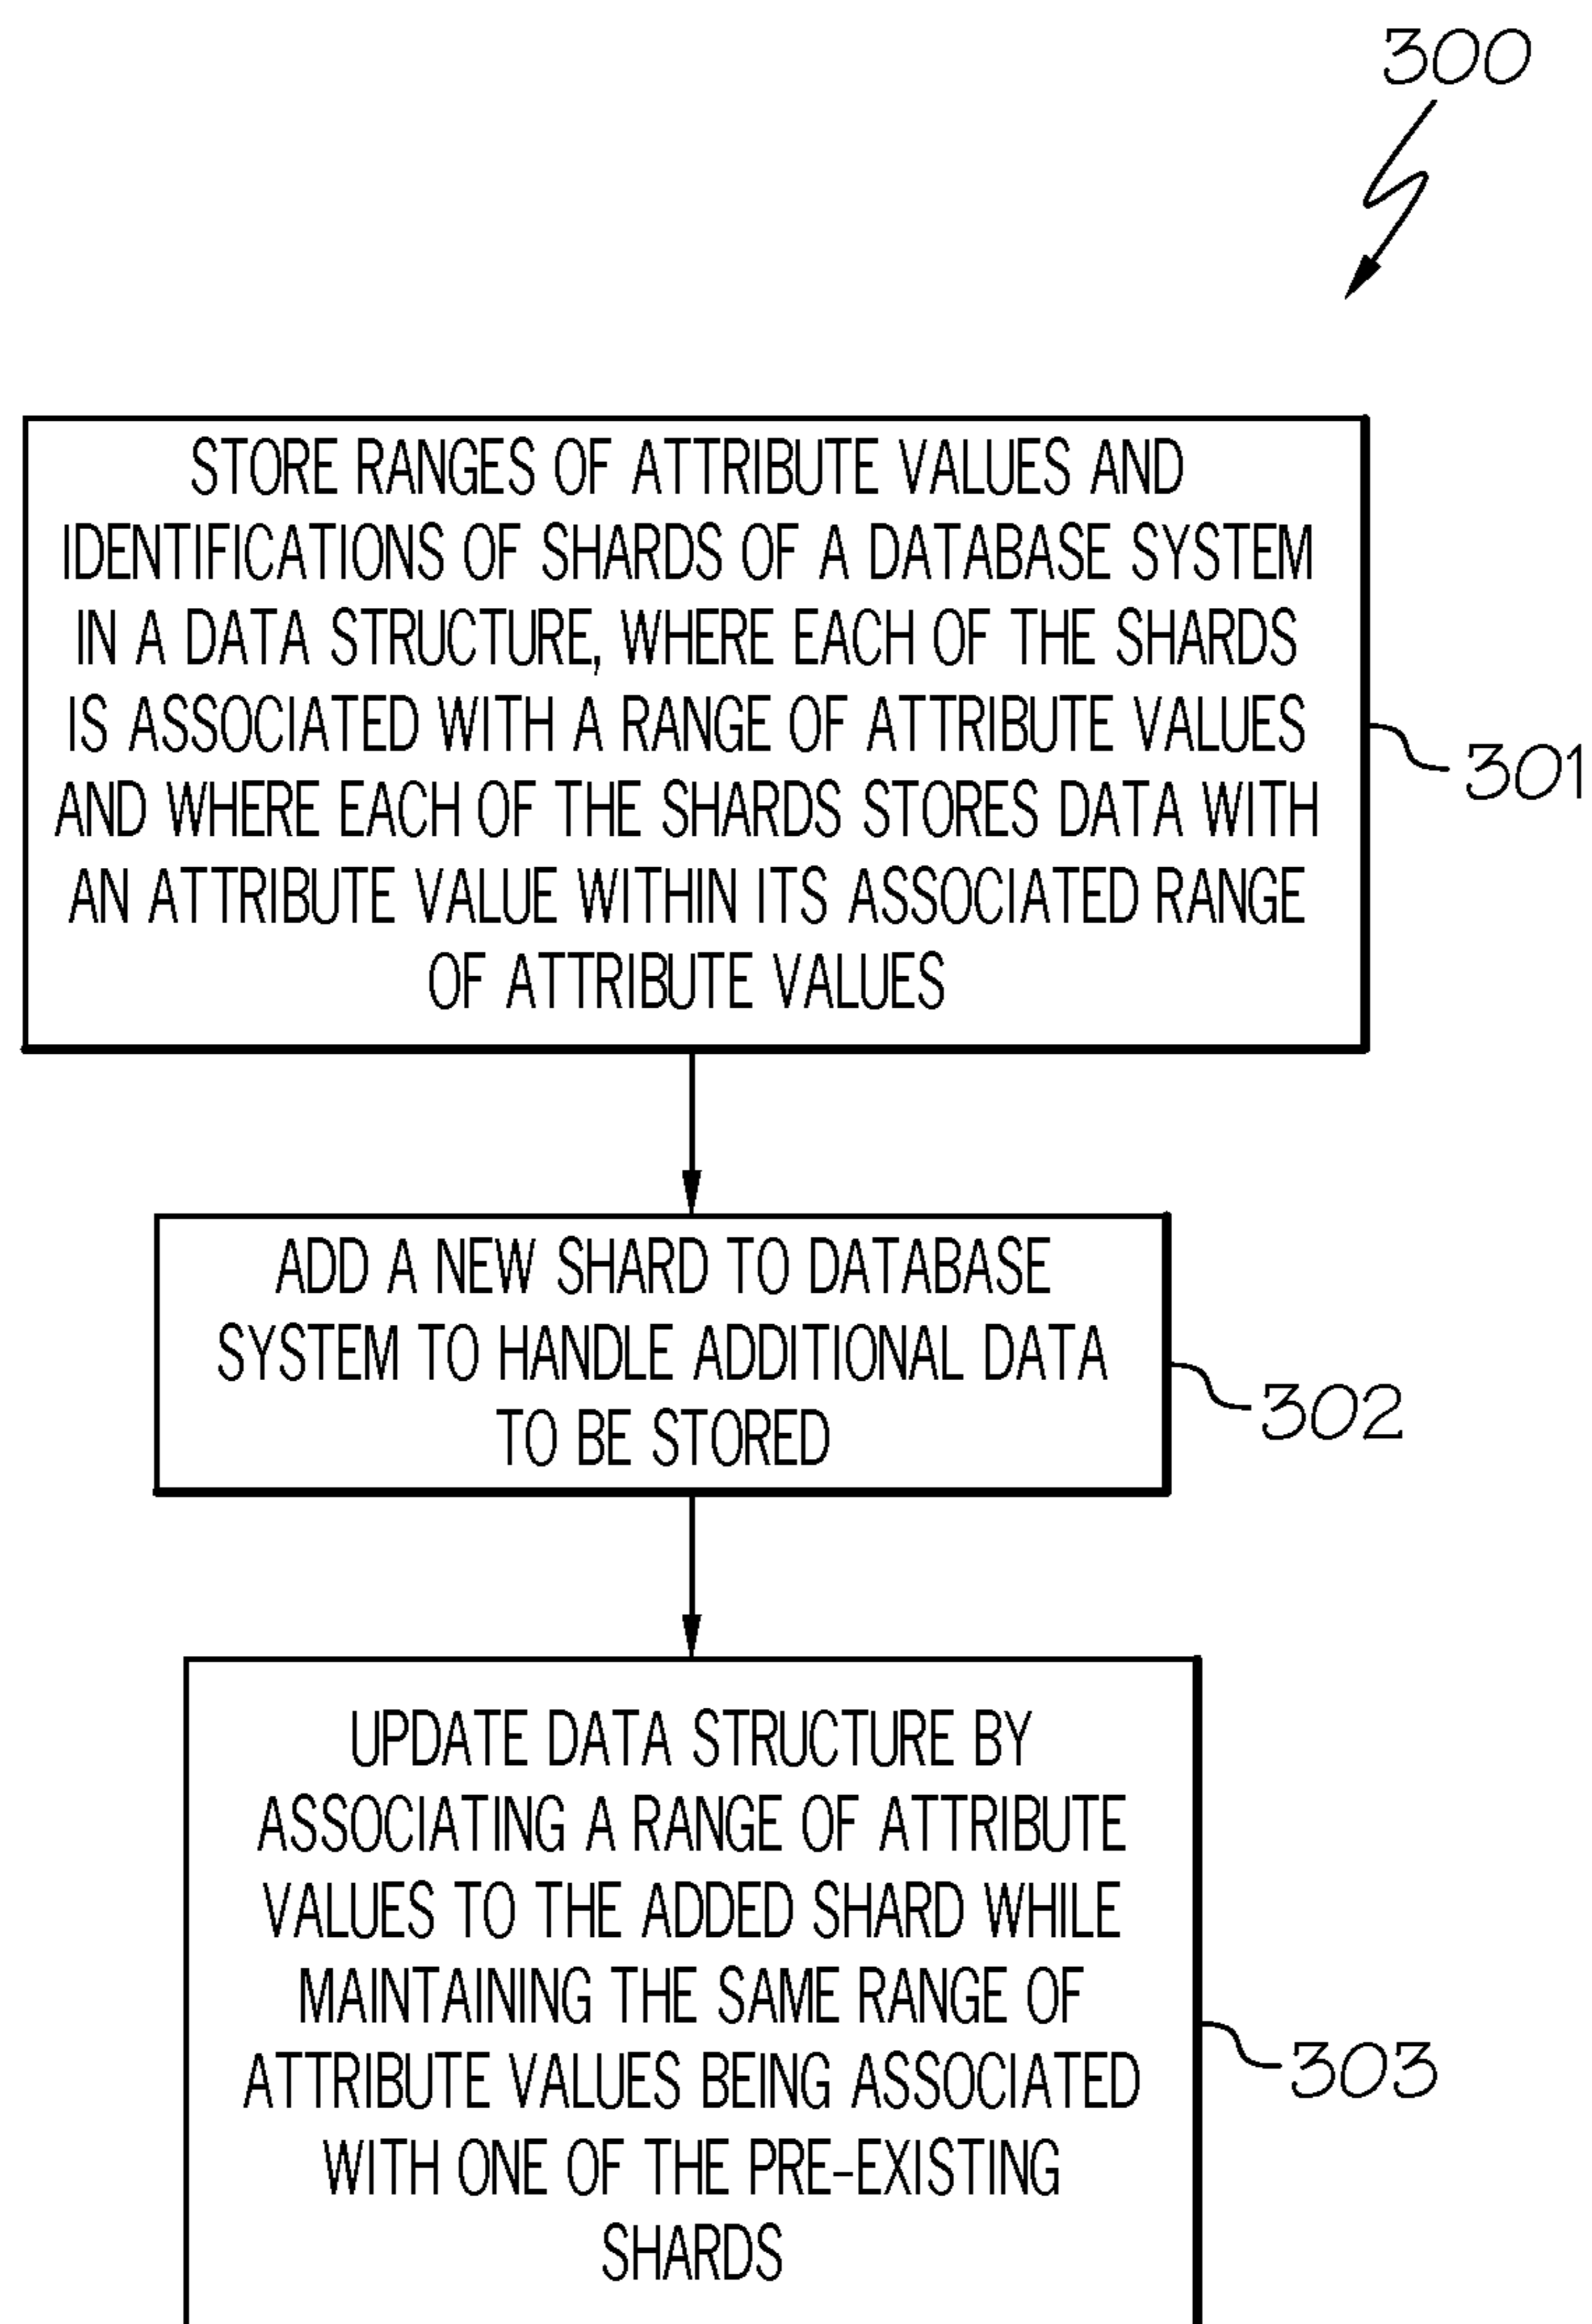 300
STORE RANGES OF ATTRIBUTE VALUES AND
IDENTIFICATIONS OF SHARDS OF A DATABASE SYSTEM
IN A DATA STRUCTURE, WHERE EACH OF THE SHARDS
IS ASSOCIATED WITH A RANGE OF ATTRIBUTE VALUES
AND WHERE EACH OF THE SHARDS STORES DATA WITH
AN ATTRIBUTE VALUE WITHIN ITS ASSOCIATED RANGE
OF ATTRIBUTE VALUES
301
ADD A NEW SHARD TO DATABASE
SYSTEM TO HANDLE ADDITIONAL DATA
TO BE STORED
302
UPDATE DATA STRUCTURE BY
ASSOCIATING A RANGE OF ATTRIBUTE
VALUES TO THE ADDED SHARD WHILE
MAINTAINING THE SAME RANGE OF
ATTRIBUTE VALUES BEING ASSOCIATED
WITH ONE OF THE PRE-EXISTING
SHARDS
303